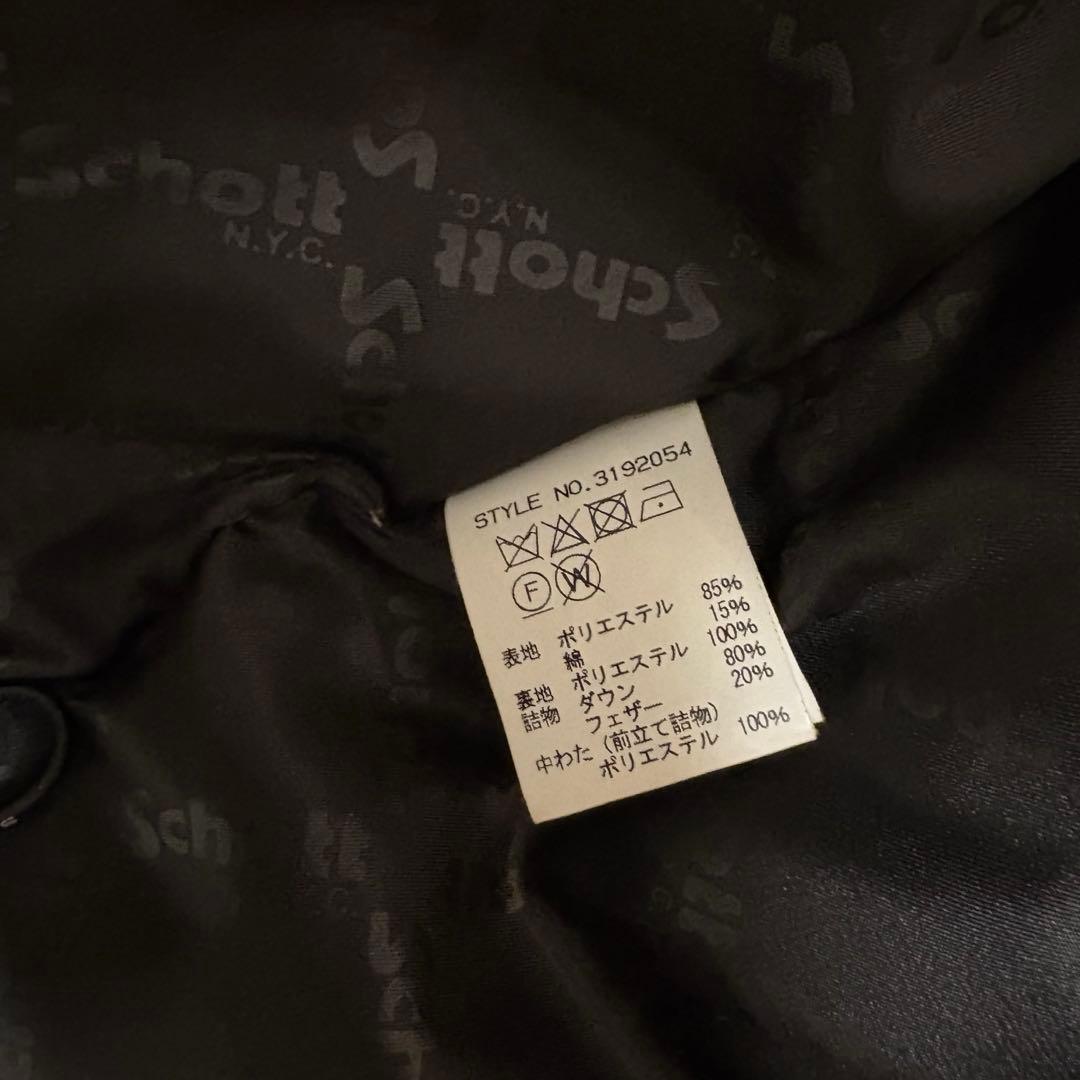 Schott
N.Y.C.
Schott
N.Y.C.
STYLE NO.3192054
F W
表地 ポリエステル 85%
綿 15%
裏地 ポリエステル 100%
詰物 ダウン 80%
フェザー 20%
中わた (前立て詰物)
ポリエステル 100%
Sch tt